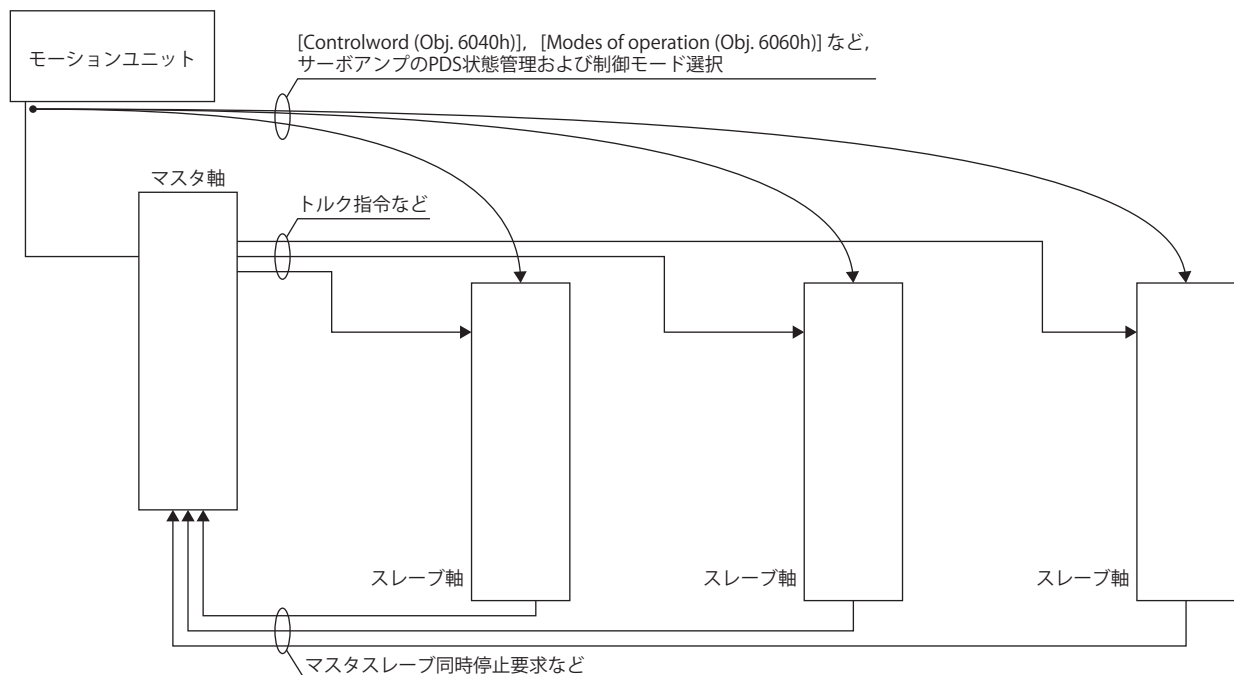 モーションユニット
[Controlword (Obj. 6040h)],　[Modes of operation (Obj. 6060h)] など,
サーボアンプのPDS状態管理および制御モード選択
マスタ軸
トルク指令など
スレーブ軸
スレーブ軸
スレーブ軸
マスタスレーブ同時停止要求など